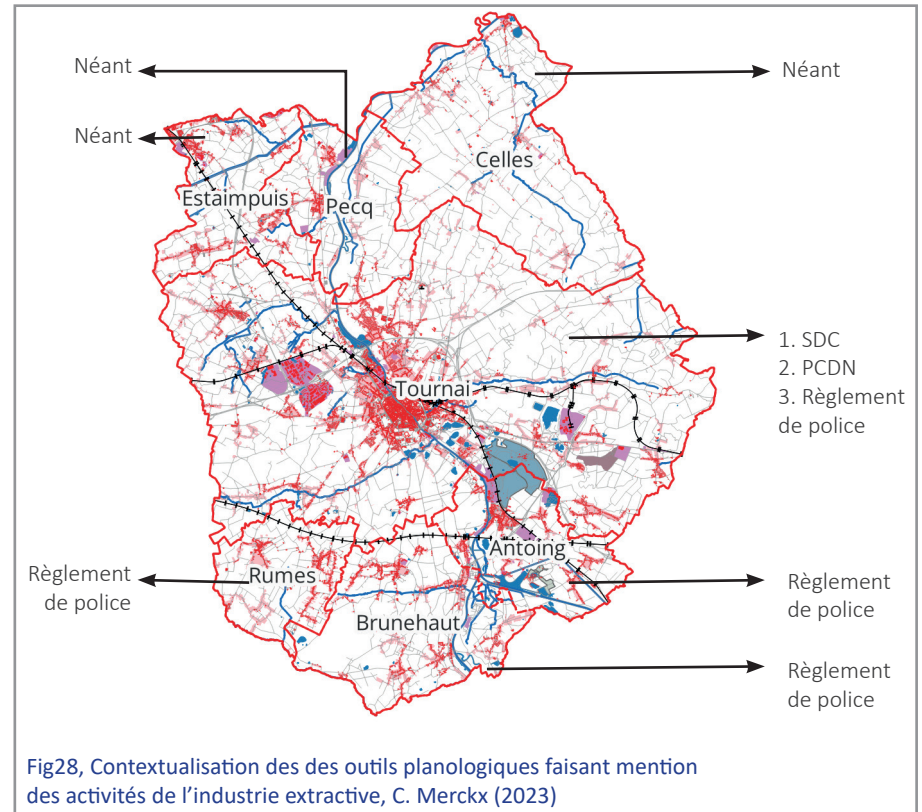 Néant
Néant
Néant
Celles
Estaimpuis
Pecq
1. SDC
2. PCDN
3. Règlement
de police
Tournai
Antoing
Règlement
de police
Rumes
Règlement
de police
Brunehaut
Règlement
de police
Fig28, Contextualisation des des outils planologiques faisant mention
des activités de l'industrie extractive, C. Merckx (2023)